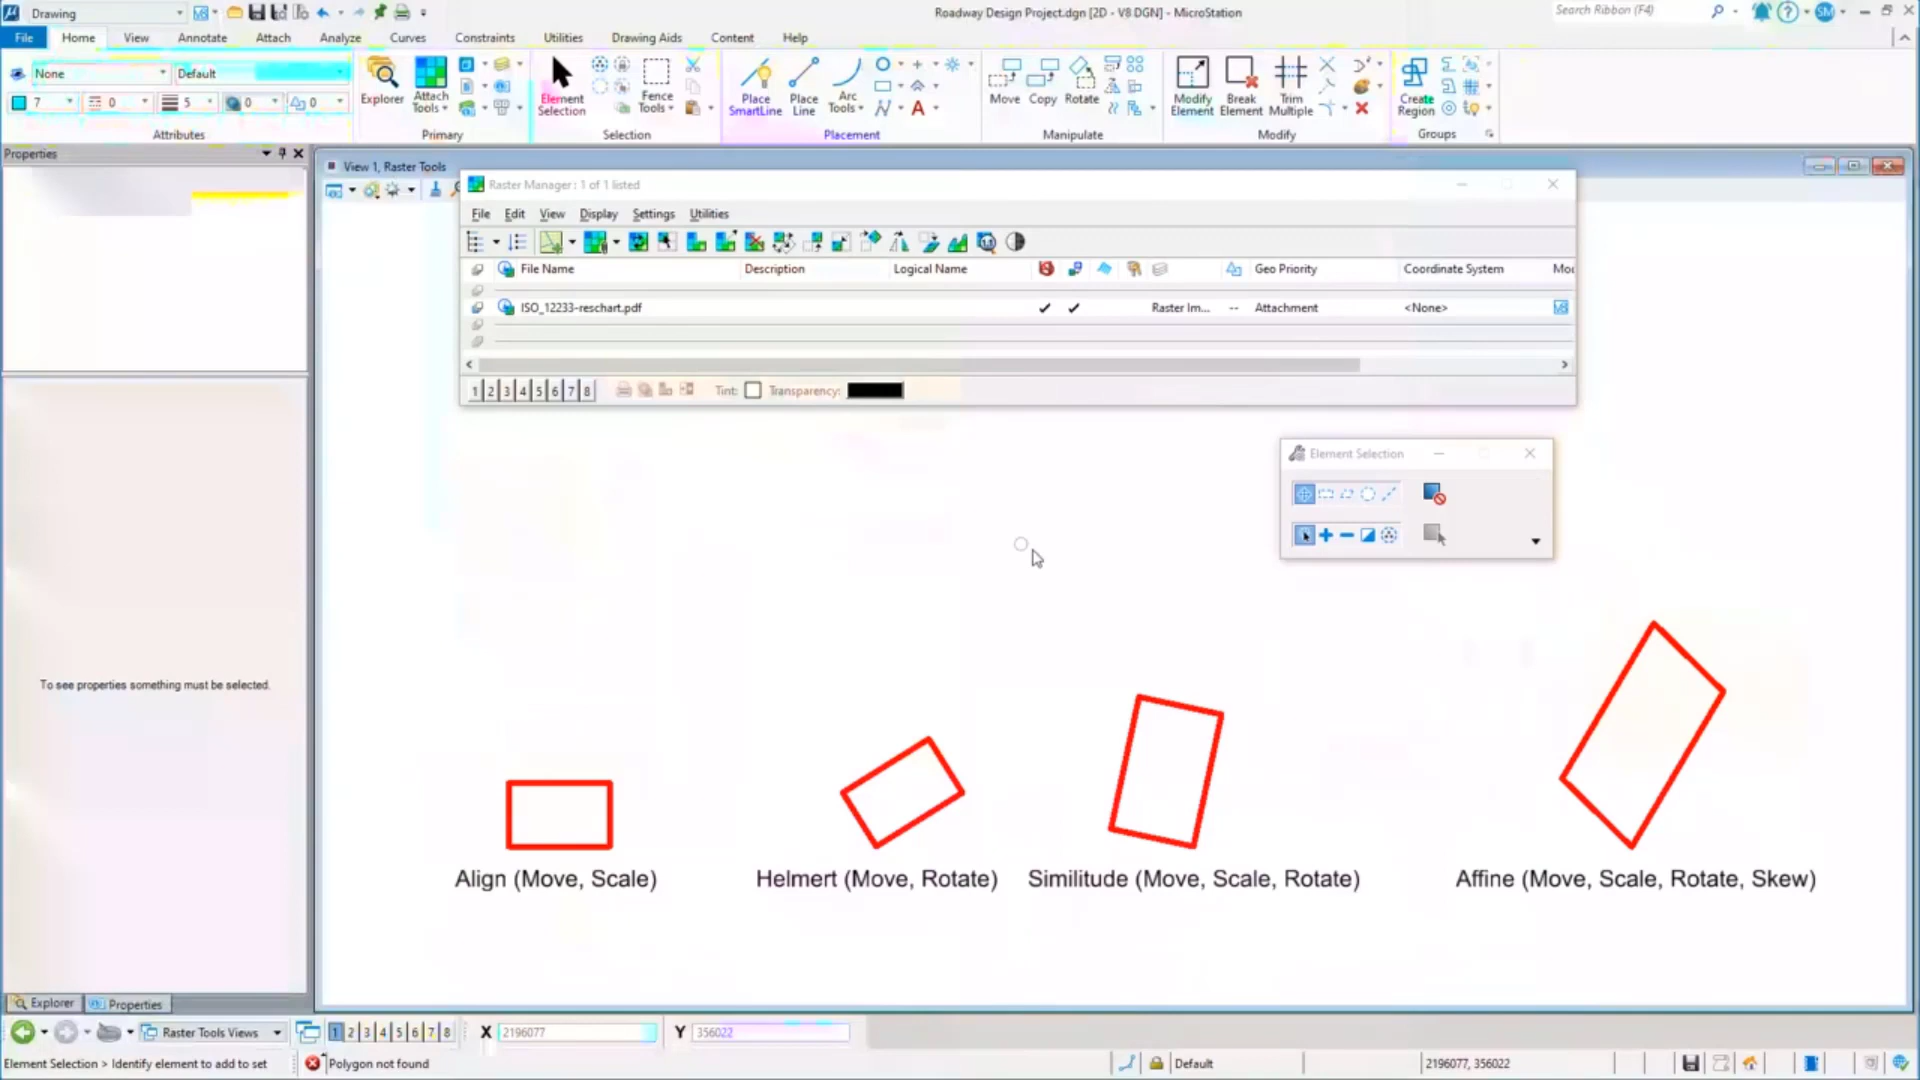 Drawing
Roadway Design Project.dgn [2D - V8 DGN] - MicroStation
Search Ribbon (F4)
SM
File Home View Annotate Attach Analyze Curves Constraints Utilities Drawing Aids Content Help
None Default
7 0 5 0 0
Attributes
Explorer Attach Tools
Primary
Element Selection Fence Tools
Selection
Place SmartLine Place Line Arc Tools
Placement
Move Copy Rotate
Manipulate
Modify Element Break Element Trim Multiple
Modify
Create Region
Groups
Properties
View 1, Raster Tools
Raster Manager : 1 of 1 listed
File Edit View Display Settings Utilities
File Name Description Logical Name Geo Priority Coordinate System Mod
ISO_12233-reschart.pdf Raster Im... -- Attachment <None>
1 2 3 4 5 6 7 8 Tint: Transparency:
Element Selection
To see properties something must be selected.
Align (Move, Scale) Helmert (Move, Rotate) Similitude (Move, Scale, Rotate) Affine (Move, Scale, Rotate, Skew)
Explorer Properties
Raster Tools Views 1 2 3 4 5 6 7 8 X 2196077 Y 356022
Element Selection > Identify element to add to set Polygon not found Default 2196077, 356022